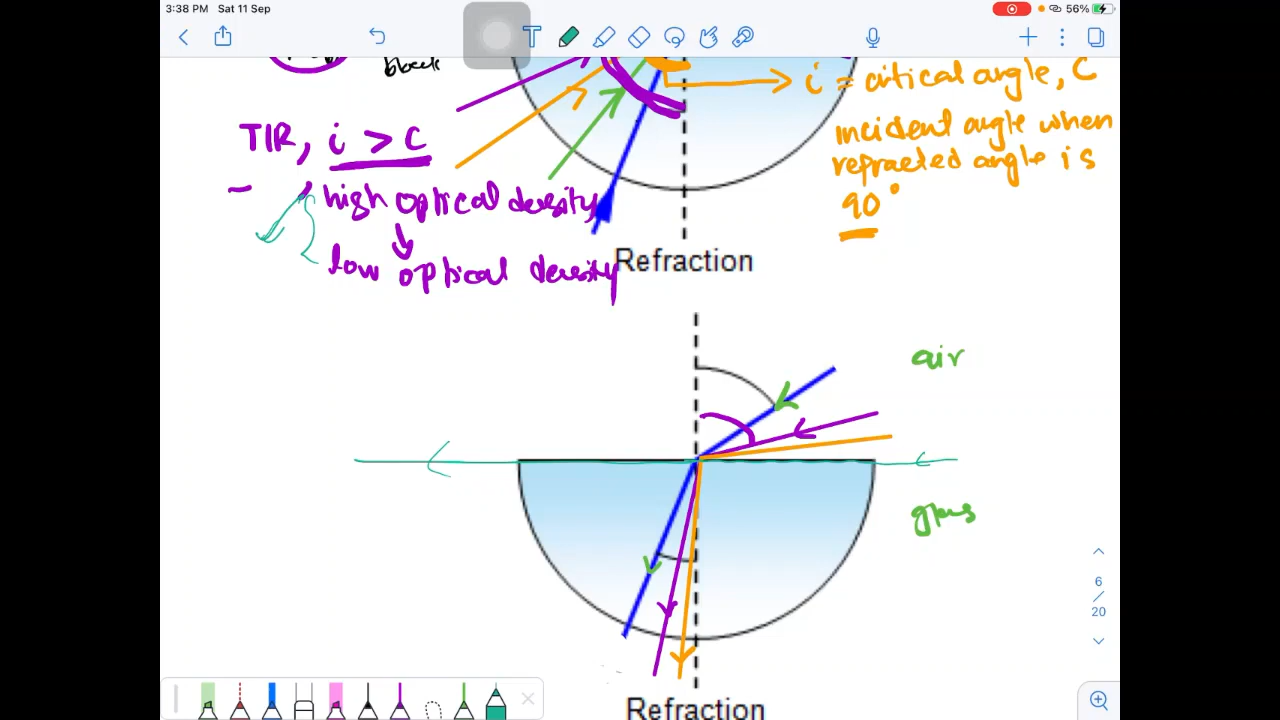 3:38 PM Sat 11 Sep
56%
T
block
i = critical angle, C
incident angle when
refracted angle is
90°
TIR, i > C
- high optical density
↓
low optical density
Refraction
air
glass
6
/
20
Refraction